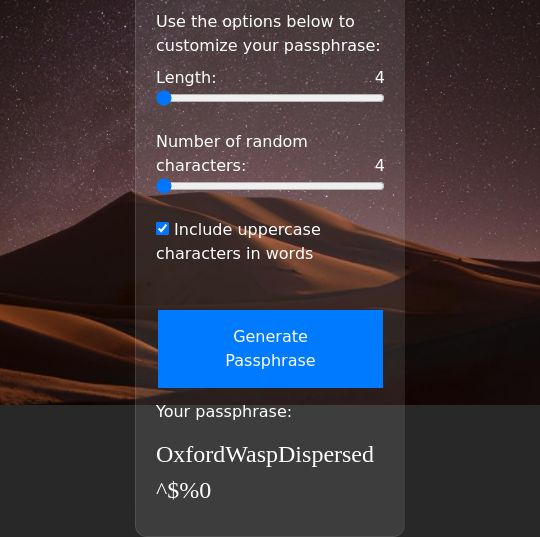 Use the options below to
customize your passphrase:
Length: 4
Number of random
characters: 4
Include uppercase
characters in words
Generate
Passphrase
Your passphrase:
OxfordWaspDispersed
^$%0